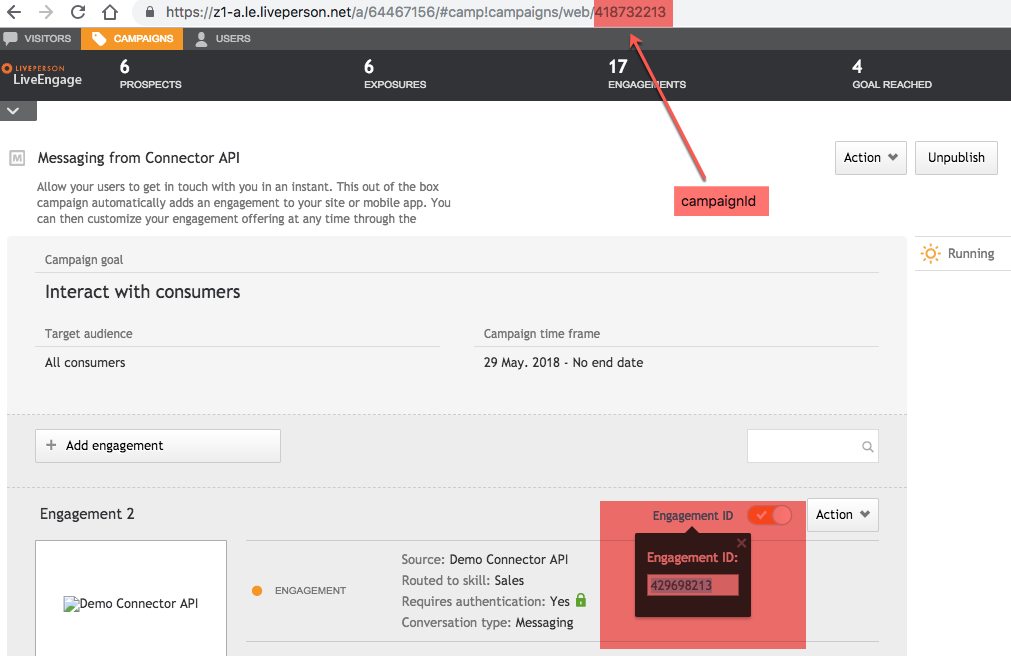 https://z1-a.le.liveperson.net/a/64467156/#camp!campaigns/web/418732213
VISITORS CAMPAIGNS USERS
LIVEPERSON
LiveEngage
6 6 17 4
PROSPECTS EXPOSURES ENGAGEMENTS GOAL REACHED
M Messaging from Connector API Action Unpublish
campaignId
Allow your users to get in touch with you in an instant. This out of the box
campaign automatically adds an engagement to your site or mobile app. You
can then customize your engagement offering at any time through the
Running
Campaign goal
Interact with consumers
Target audience Campaign time frame
All consumers 29 May. 2018 - No end date
+ Add engagement
Engagement 2 Engagement ID Action
Engagement ID:
429698213
Demo Connector API
ENGAGEMENT
Source: Demo Connector API
Routed to skill: Sales
Requires authentication: Yes
Conversation type: Messaging